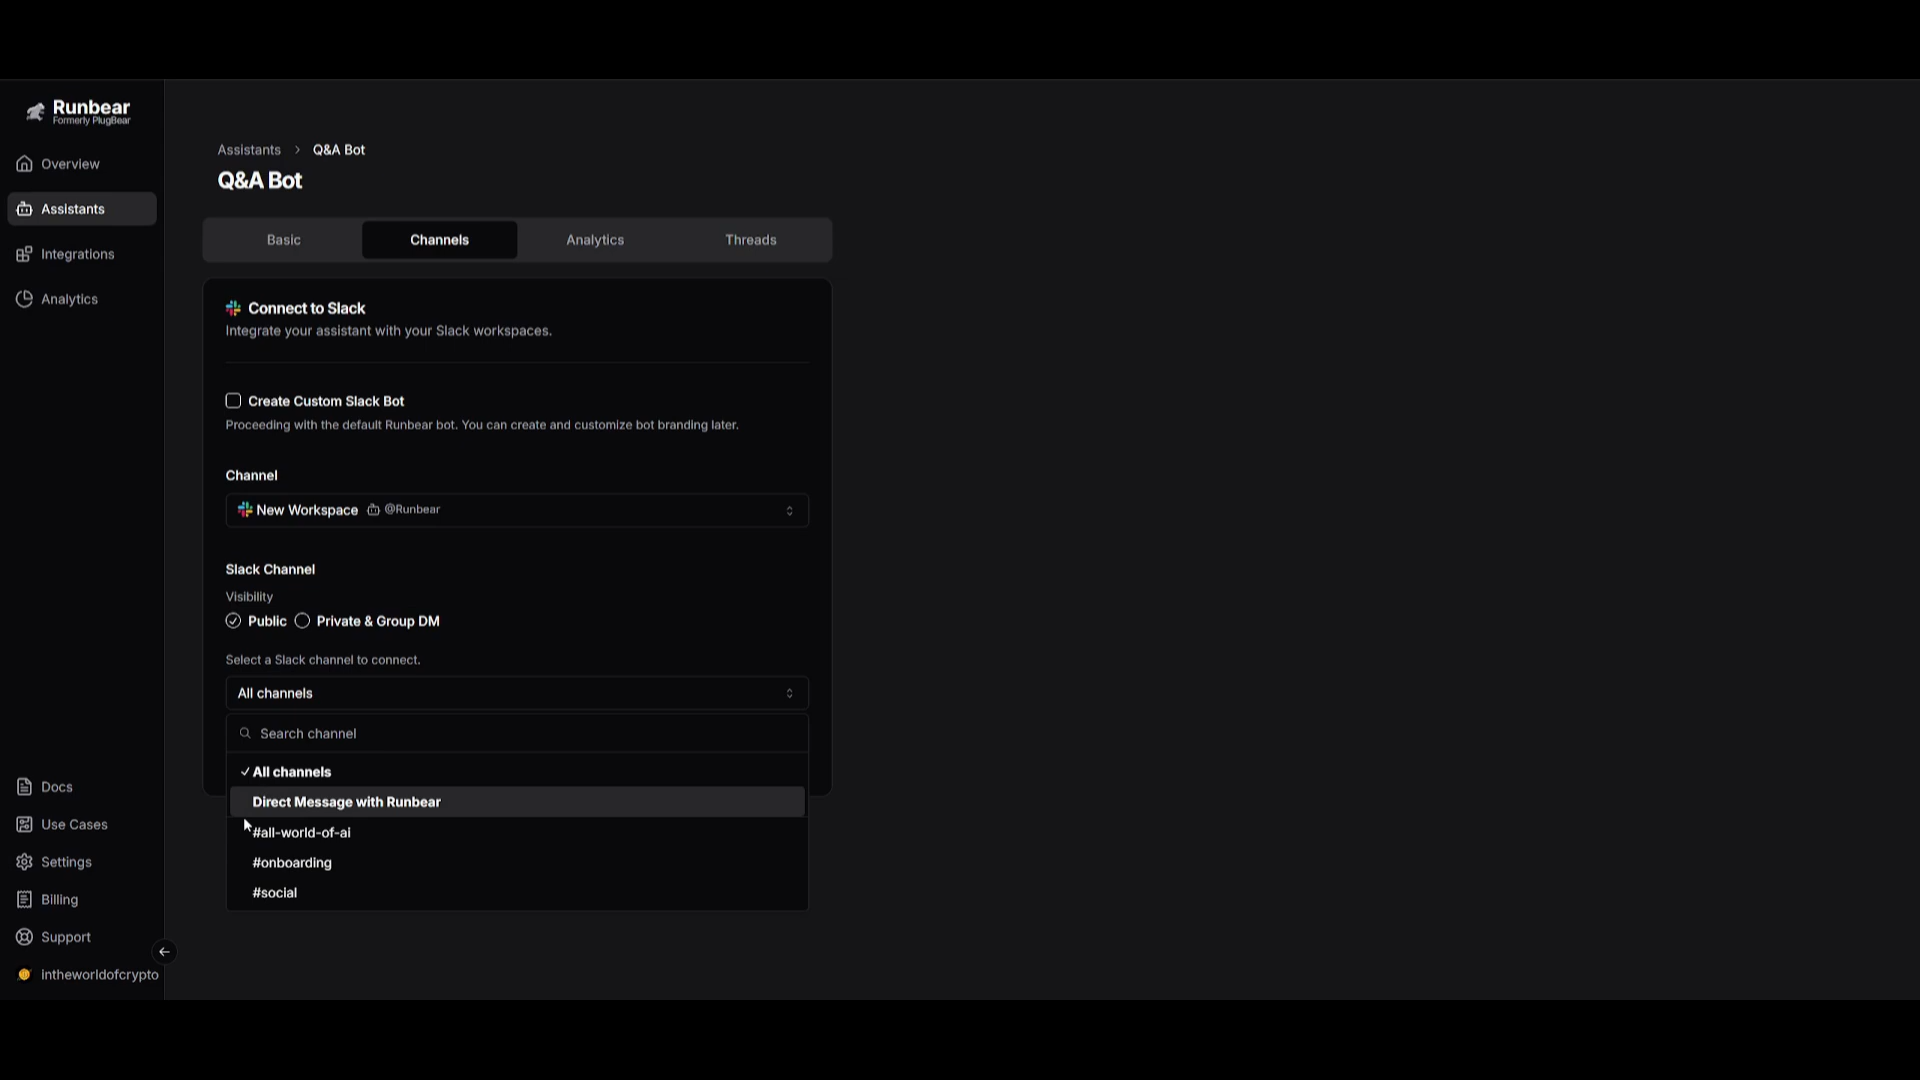 Runbear
Formerly PlugBear
Overview
Assistants
Integrations
Analytics
Docs
Use Cases
Settings
Billing
Support
intheworldofcrypto
Assistants > Q&A Bot
Q&A Bot
Basic Channels Analytics Threads
Connect to Slack
Integrate your assistant with your Slack workspaces.
Create Custom Slack Bot
Proceeding with the default Runbear bot. You can create and customize bot branding later.
Channel
New Workspace @Runbear
Slack Channel
Visibility
Public Private & Group DM
Select a Slack channel to connect.
All channels
Search channel
All channels
Direct Message with Runbear
#all-world-of-ai
#onboarding
#social